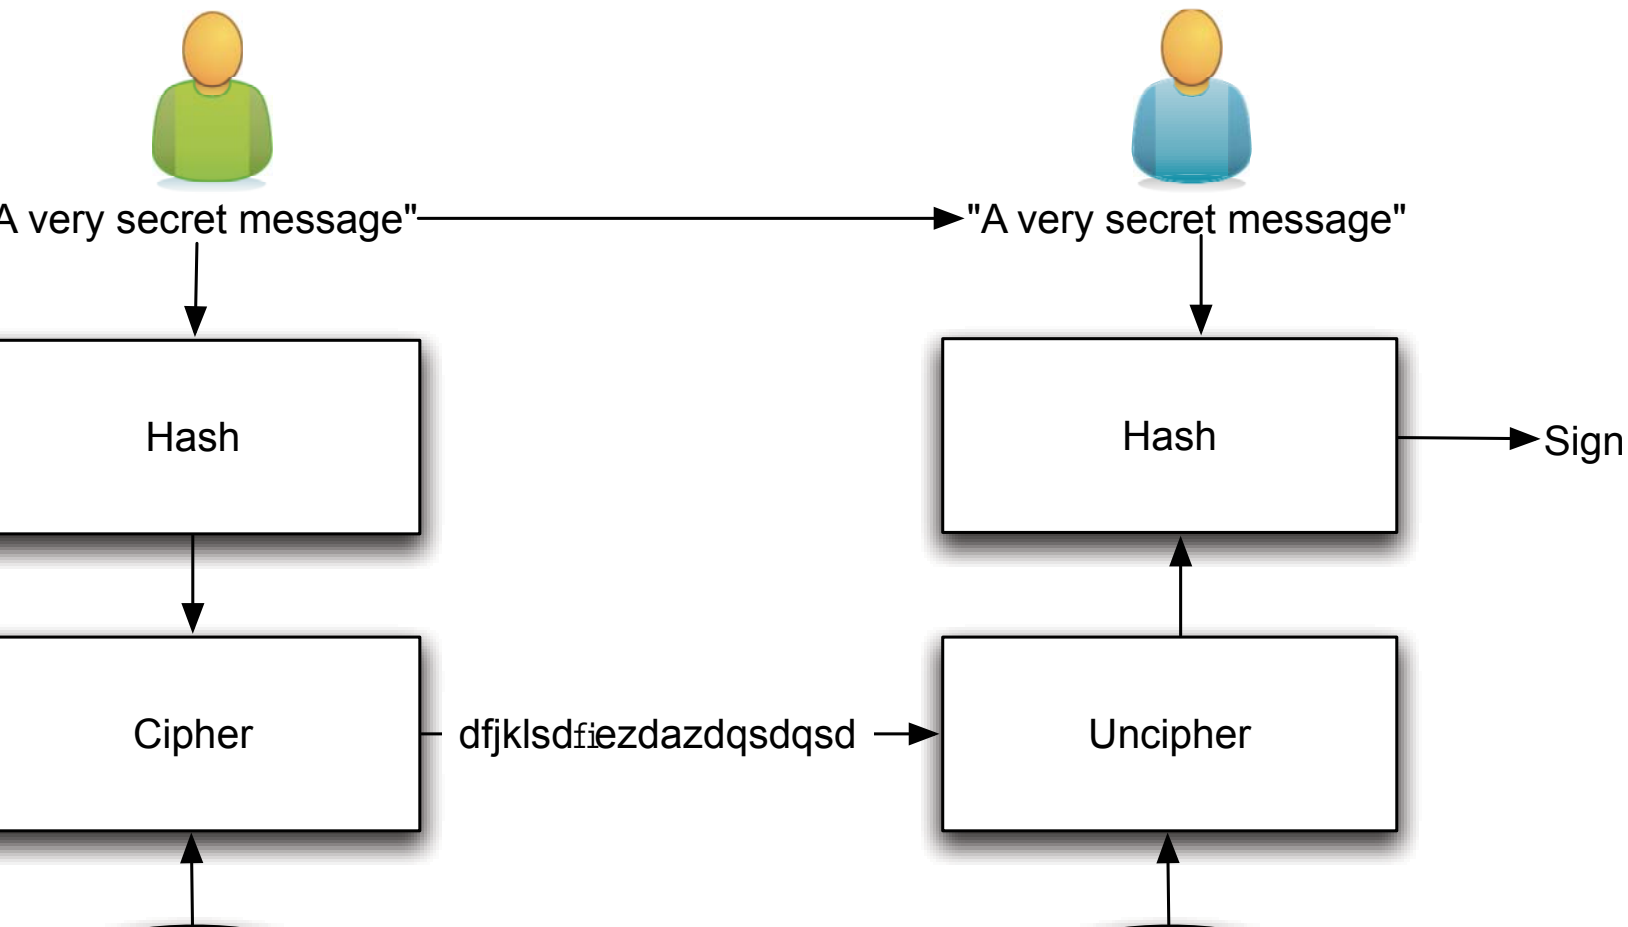 A very secret message"
"A very secret message"
Hash
Hash
Sign
Cipher
dfjklsdfiezdazdqsdqsd
Uncipher